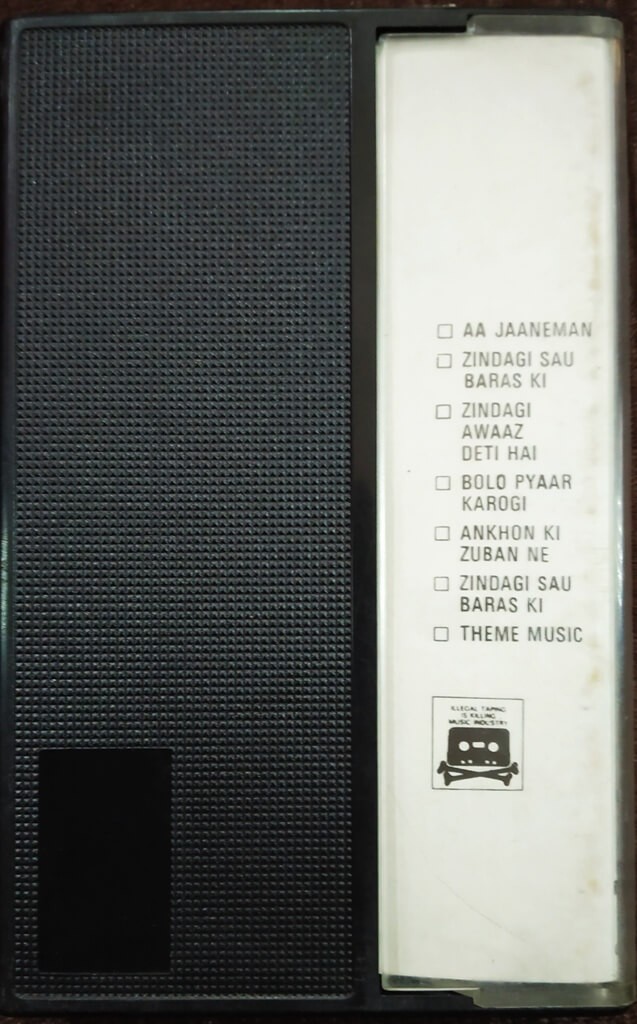 □ AA JAANEMAN
□ ZINDAGI SAU
BARAS KI
□ ZINDAGI
AWAAZ
DETI HAI
□ BOLO PYAAR
KAROGI
□ ANKHON KI
ZUBAN NE
□ ZINDAGI SAU
BARAS KI
□ THEME MUSIC
ILLEGAL TAPING
IS KILLING
MUSIC INDUSTRY